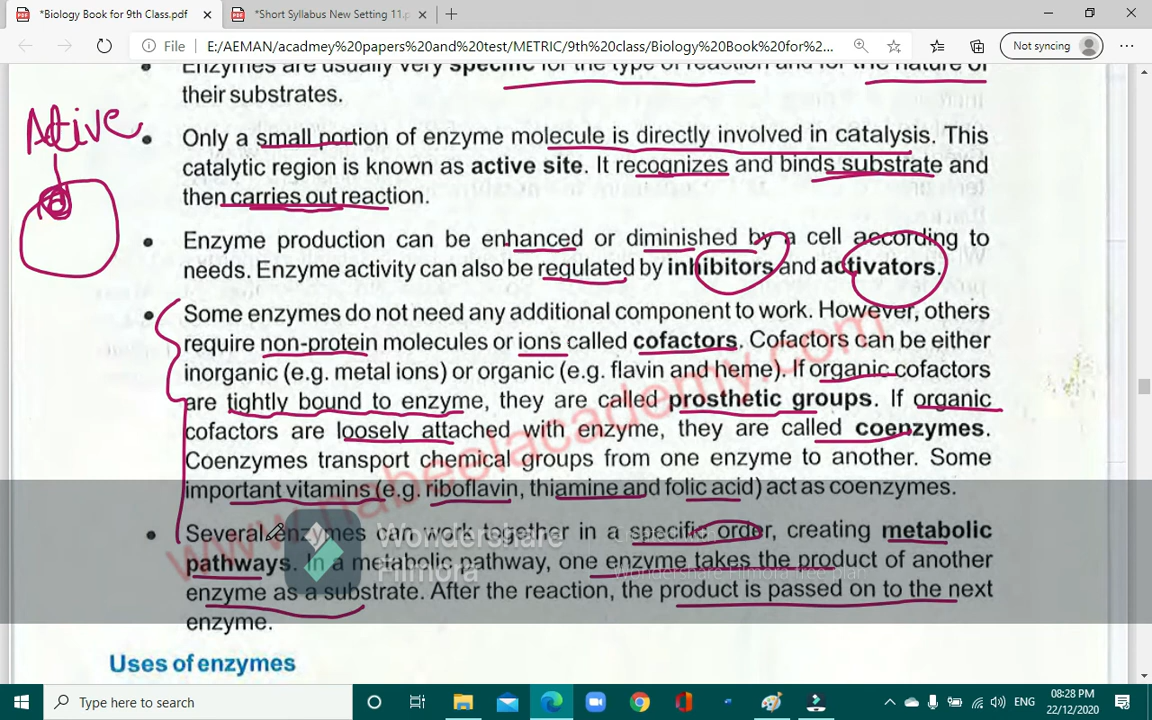 *Biology Book for 9th Class.pdf
*Short Syllabus New Setting 11.p
File
E:/AEMAN/acadmey%20papers%20and%20test/METRIC/9th%20class/Biology%20Book%20for%2...
Not syncing
Enzymes are usually very specific for the type of reaction and for the nature of
their substrates.
Active
Only a small portion of enzyme molecule is directly involved in catalysis. This
catalytic region is known as active site. It recognizes and binds substrate and
then carries out reaction.
Enzyme production can be enhanced or diminished by a cell according to
needs. Enzyme activity can also be regulated by inhibitors and activators.
Some enzymes do not need any additional component to work. However, others
require non-protein molecules or ions called cofactors. Cofactors can be either
inorganic (e.g. metal ions) or organic (e.g. flavin and heme). If organic cofactors
are tightly bound to enzyme, they are called prosthetic groups. If organic
cofactors are loosely attached with enzyme, they are called coenzymes.
Coenzymes transport chemical groups from one enzyme to another. Some
important vitamins (e.g. riboflavin, thiamine and folic acid) act as coenzymes.
Several enzymes can work together in a specific order, creating metabolic
pathways. In a metabolic pathway, one enzyme takes the product of another
enzyme as a substrate. After the reaction, the product is passed on to the next
enzyme.
www.nabeelacademy.com
Wondershare
Filmora
Uses of enzymes
Type here to search
ENG
08:28 PM
22/12/2020